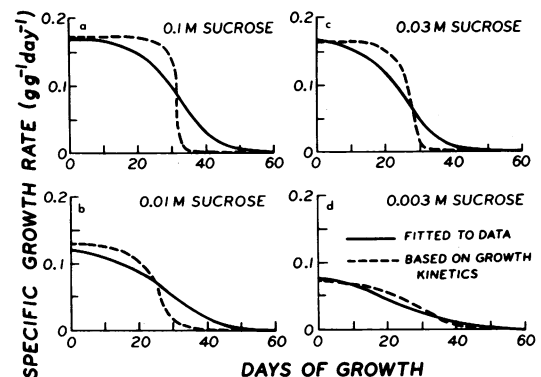 SPECIFIC GROWTH RATE (g g⁻¹day⁻¹)
a 0.1 M SUCROSE
0.2
0.1
0
0 20 40 60
c 0.03 M SUCROSE
0.2
0.1
0
0 20 40 60
b 0.01 M SUCROSE
0.2
0.1
0
0 20 40 60
d 0.003 M SUCROSE
FITTED TO DATA
BASED ON GROWTH
KINETICS
0.2
0.1
0
0 20 40 60
DAYS OF GROWTH